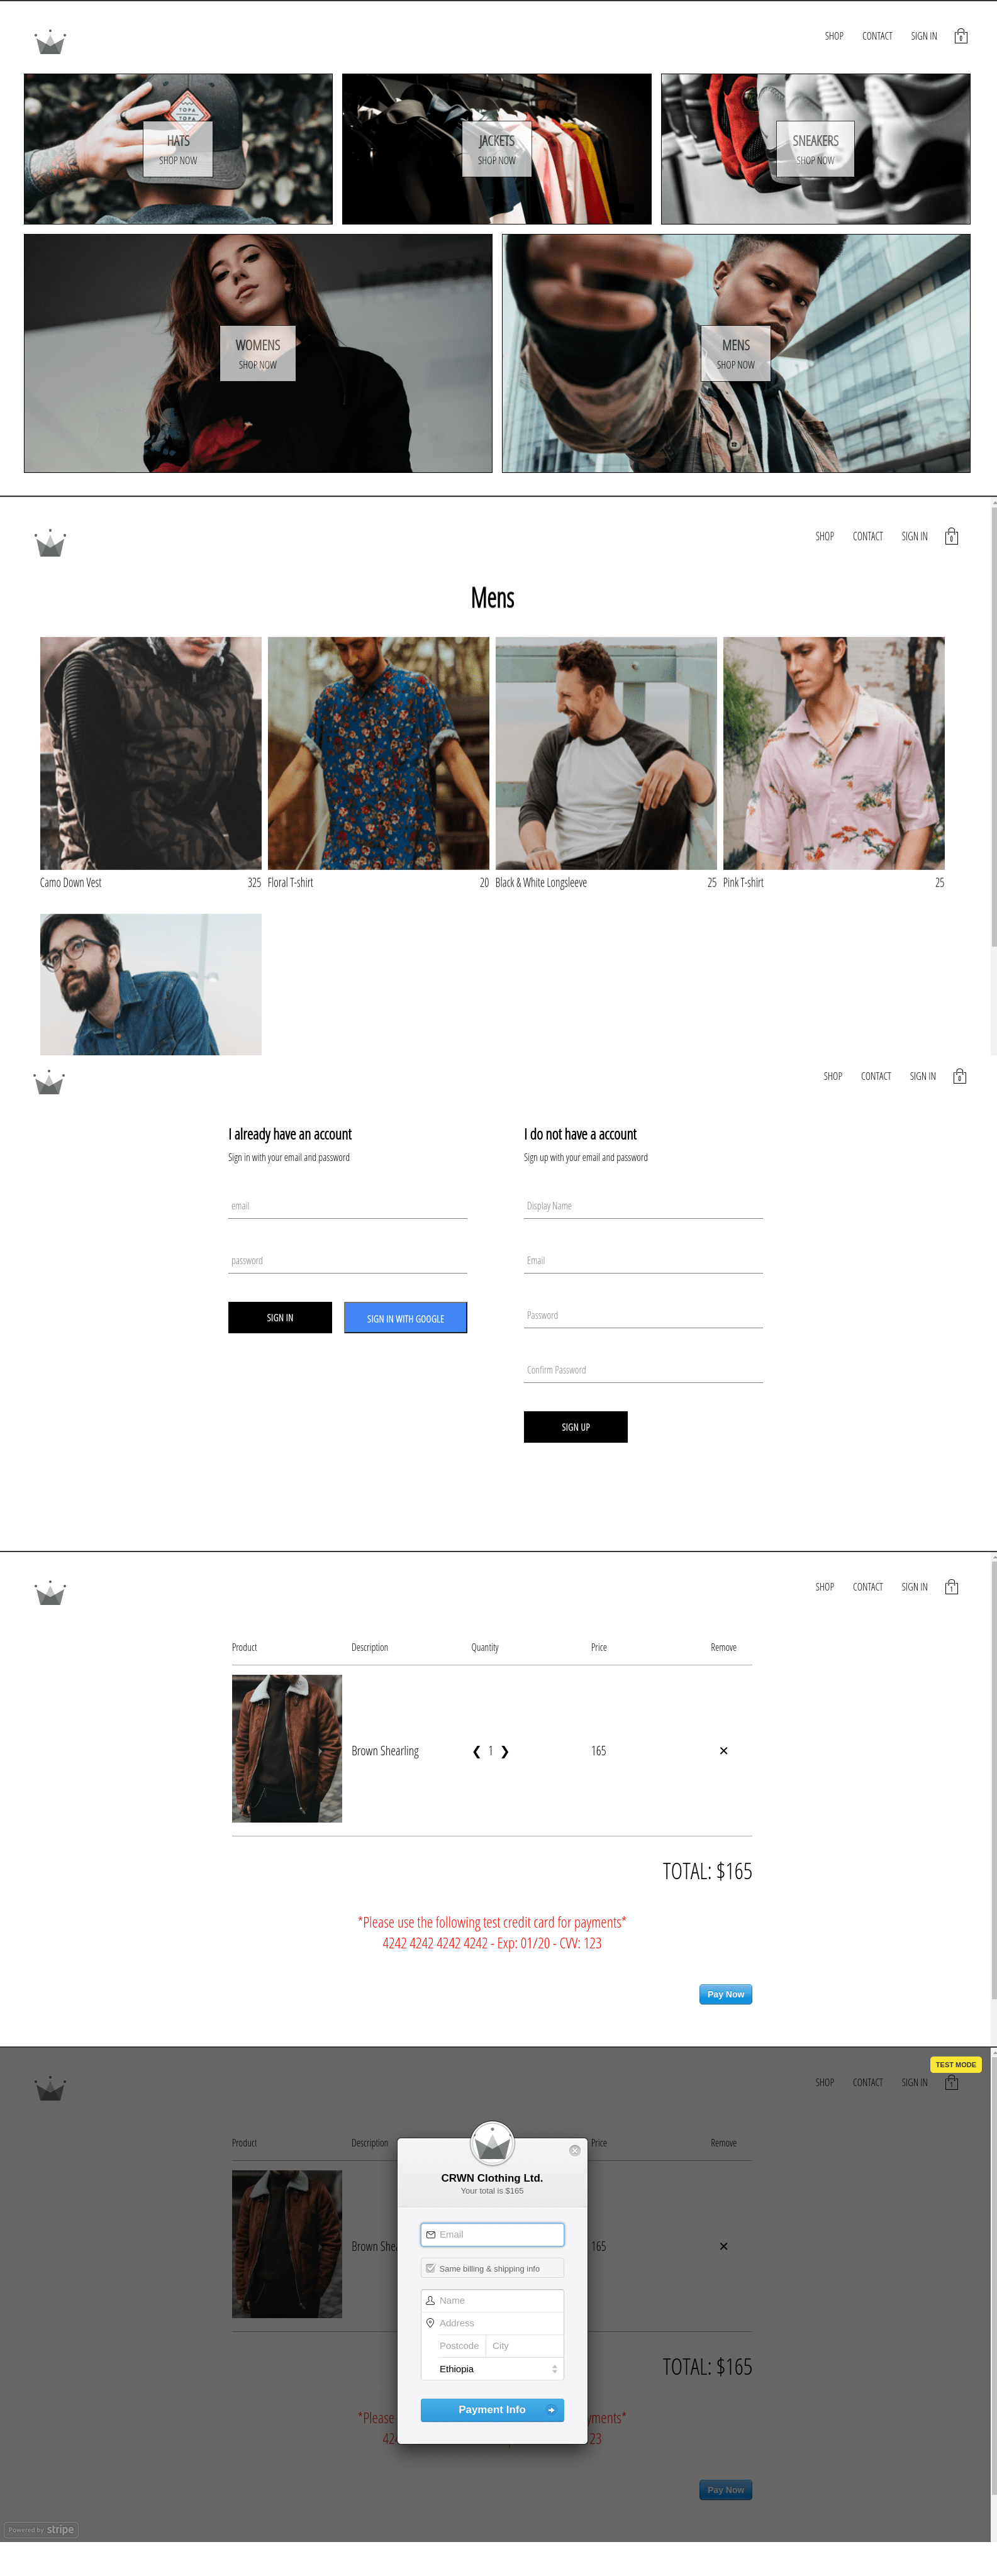 SHOP CONTACT SIGN IN 0
TOPA
TOPA
HATS
SHOP NOW
JACKETS
SHOP NOW
SNEAKERS
SHOP NOW
WOMENS
SHOP NOW
MENS
SHOP NOW
SHOP CONTACT SIGN IN 0
Mens
Camo Down Vest 325 Floral T-shirt 20 Black & White Longsleeve 25 Pink T-shirt 25
SHOP CONTACT SIGN IN 0
I already have an account
Sign in with your email and password
email
password
SIGN IN SIGN IN WITH GOOGLE
I do not have a account
Sign up with your email and password
Display Name
Email
Password
Confirm Password
SIGN UP
SHOP CONTACT SIGN IN 1
Product Description Quantity Price Remove
Brown Shearling ❮ 1 ❯ 165 ✕
TOTAL: $165
*Please use the following test credit card for payments*
4242 4242 4242 4242 - Exp: 01/20 - CVV: 123
Pay Now
TEST MODE
SHOP CONTACT SIGN IN 1
Product Description Price Remove
CRWN Clothing Ltd.
Your total is $165
Email
Same billing & shipping info
Name
Address
Postcode City
Ethiopia
Payment Info
Brown Shea 165 ✕
TOTAL: $165
*Please yments*
424 23
Pay Now
Powered by stripe